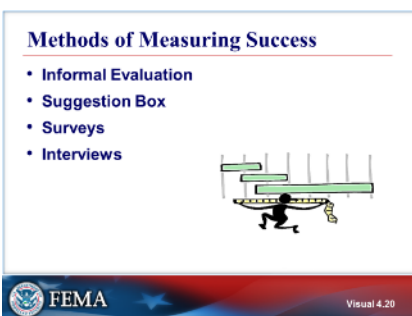 Methods of Measuring Success
• Informal Evaluation
• Suggestion Box
• Surveys
• Interviews
FEMA
Visual 4.20